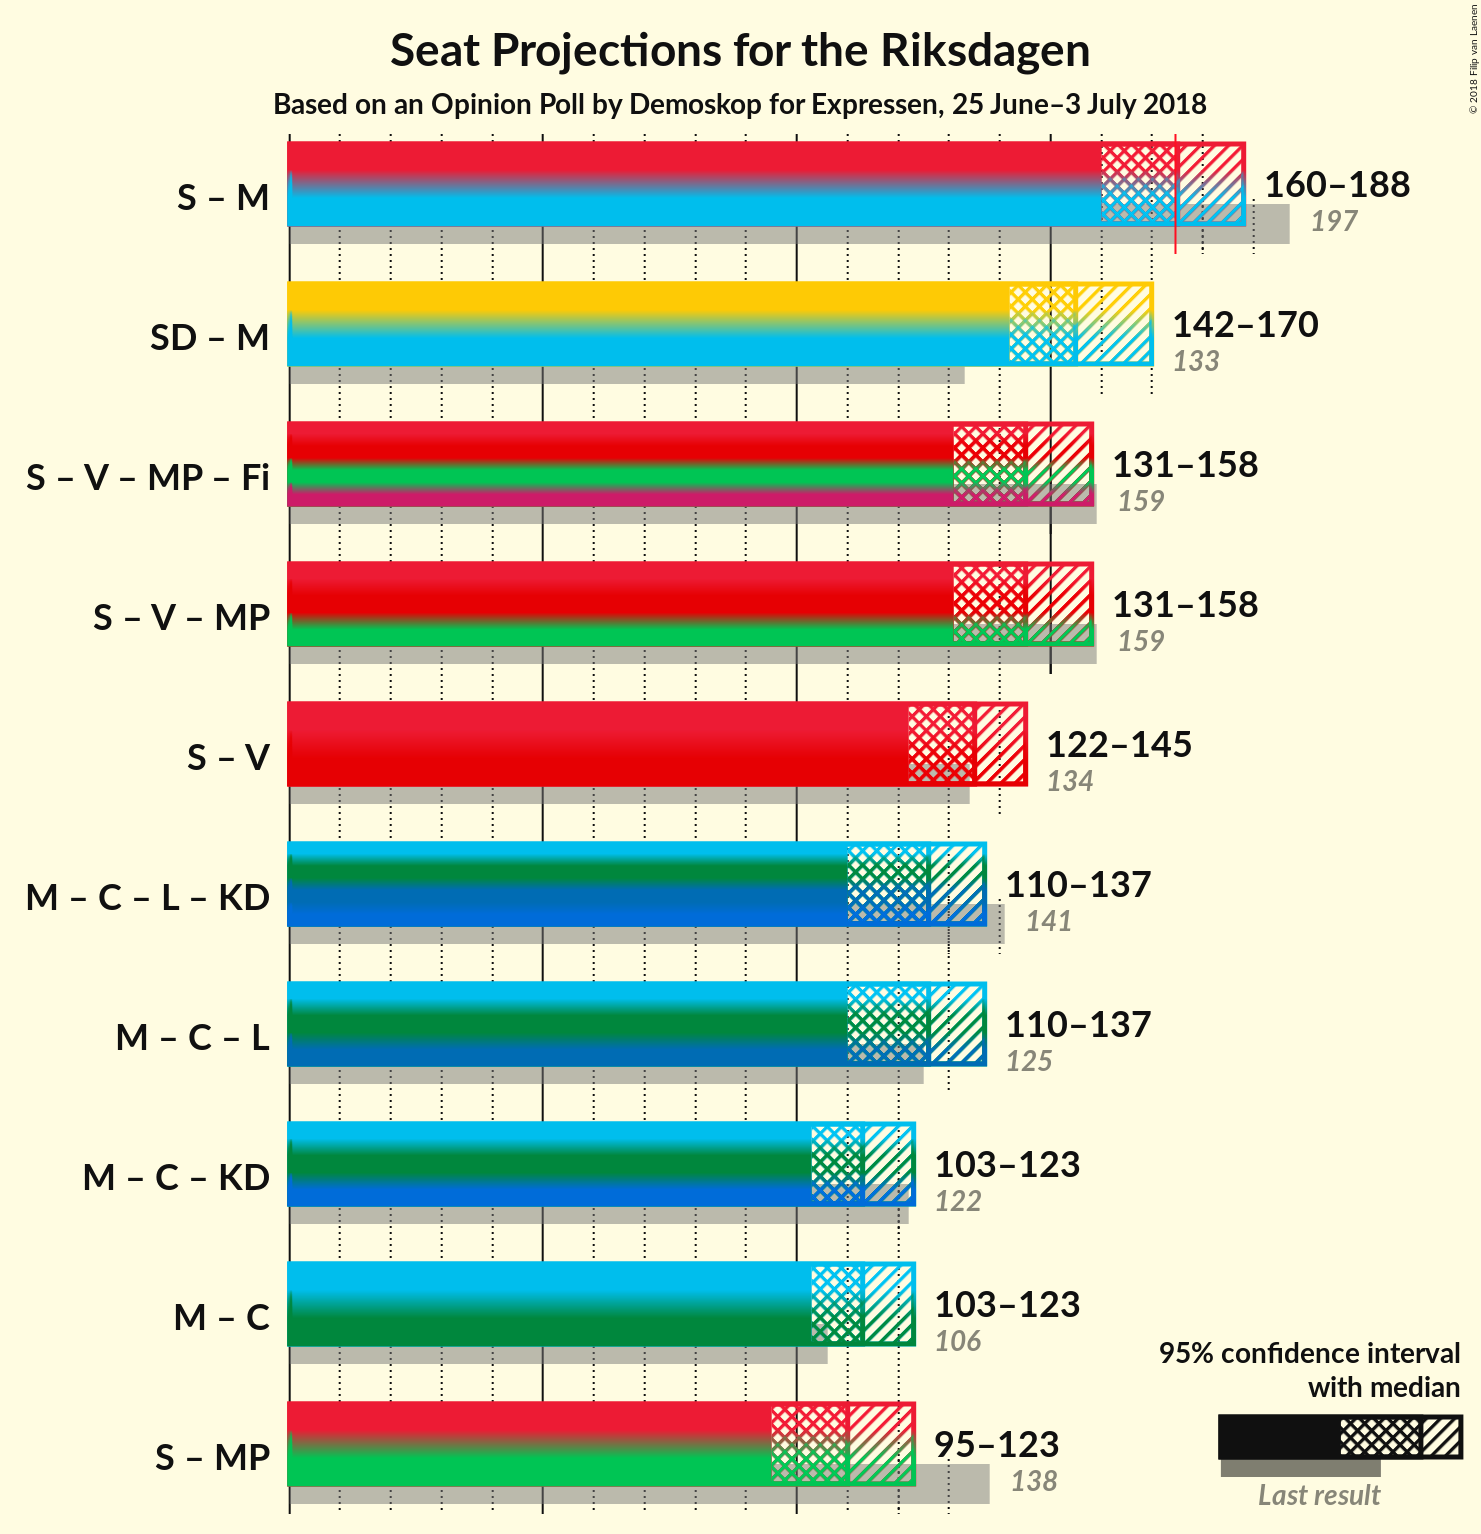 Seat Projections for the Riksdagen
Based on an Opinion Poll by Demoskop for Expressen, 25 June–3 July 2018
© 2018 Filip van Laenen
S – M
160–188
197
SD – M
142–170
133
S – V – MP – Fi
131–158
159
S – V – MP
131–158
159
S – V
122–145
134
M – C – L – KD
110–137
141
M – C – L
110–137
125
M – C – KD
103–123
122
M – C
103–123
106
S – MP
95–123
138
95% confidence interval
with median
Last result